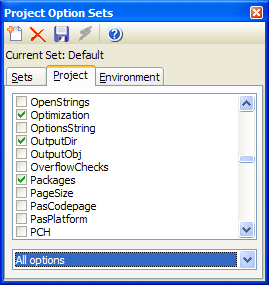 Project Option Sets
Current Set: Default
Sets Project Environment
OpenStrings
Optimization
OptionsString
OutputDir
OutputObj
OverflowChecks
Packages
PageSize
PasCodepage
PasPlatform
PCH
All options